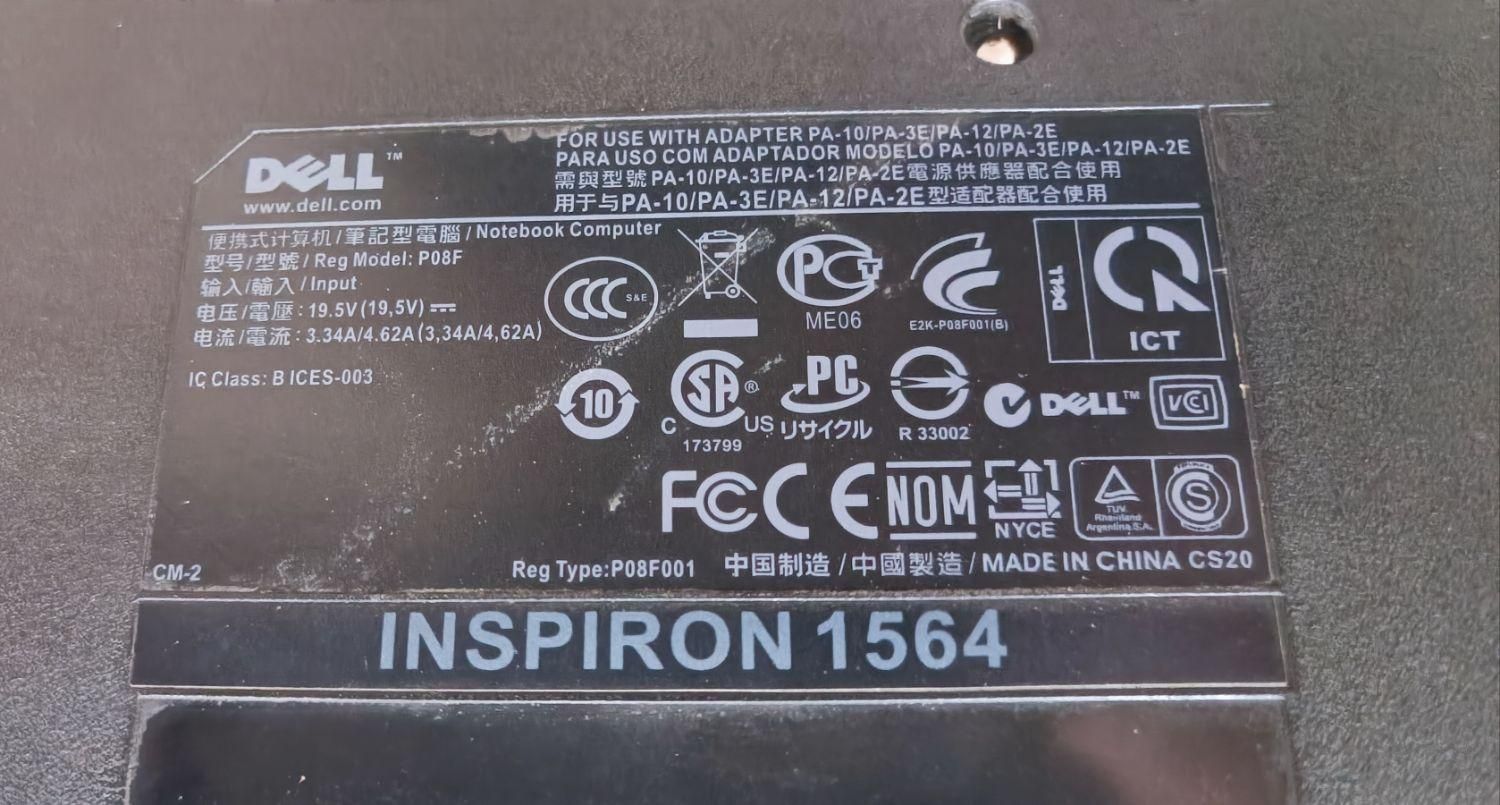 DELL™
www.dell.com
FOR USE WITH ADAPTER PA-10/PA-3E/PA-12/PA-2E
PARA USO COM ADAPTADOR MODELO PA-10/PA-3E/PA-12/PA-2E
需與型號 PA-10/PA-3E/PA-12/PA-2E 電源供應器配合使用
用于与PA-10/PA-3E/PA-12/PA-2E 型适配器配合使用
便携式计算机/筆記型電腦/Notebook Computer
型号/型號/Reg Model: P08F
输入/輸入/Input
电压/電壓: 19.5V(19,5V) ⎓
电流/電流: 3.34A/4.62A(3,34A/4,62A)
IC Class: B ICES-003
CCC S&E
PCT
ME06
E2K-P08F001(B)
DELL
ICT
10
C SA ® US
173799
PC
リサイクル
R 33002
DELL™
VCI
FC CE NOM
NYCE
TUV
Rheinland
Argentina S.A.
S
CM-2
Reg Type:P08F001 中国制造/中國製造/MADE IN CHINA CS20
INSPIRON 1564